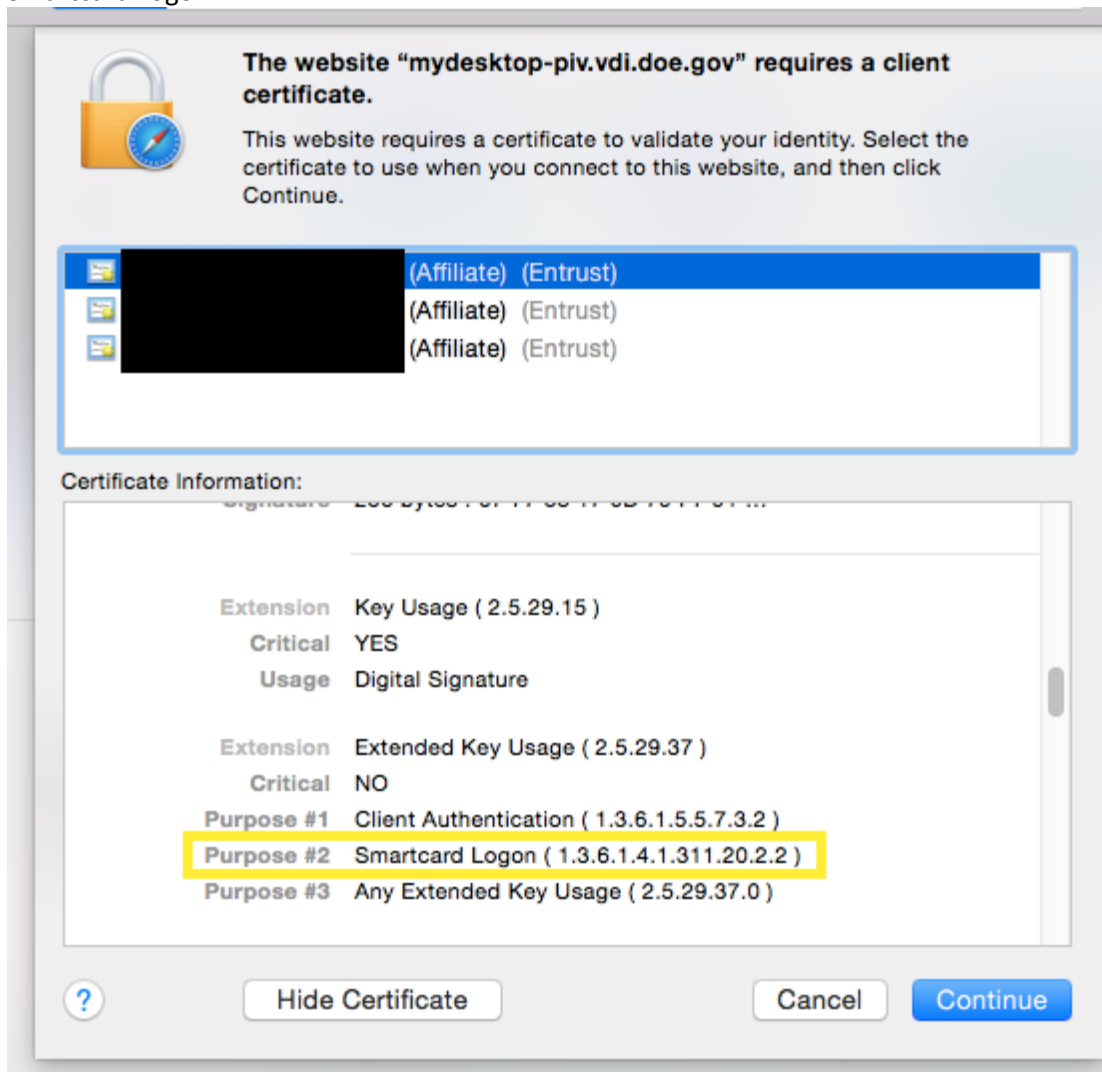 The website “mydesktop-piv.vdi.doe.gov” requires a client
certificate.
This website requires a certificate to validate your identity. Select the
certificate to use when you connect to this website, and then click
Continue.
(Affiliate) (Entrust)
(Affiliate) (Entrust)
(Affiliate) (Entrust)
Certificate Information:
Extension Key Usage ( 2.5.29.15 )
Critical YES
Usage Digital Signature
Extension Extended Key Usage ( 2.5.29.37 )
Critical NO
Purpose #1 Client Authentication ( 1.3.6.1.5.5.7.3.2 )
Purpose #2 Smartcard Logon ( 1.3.6.1.4.1.311.20.2.2 )
Purpose #3 Any Extended Key Usage ( 2.5.29.37.0 )
?
Hide Certificate Cancel Continue